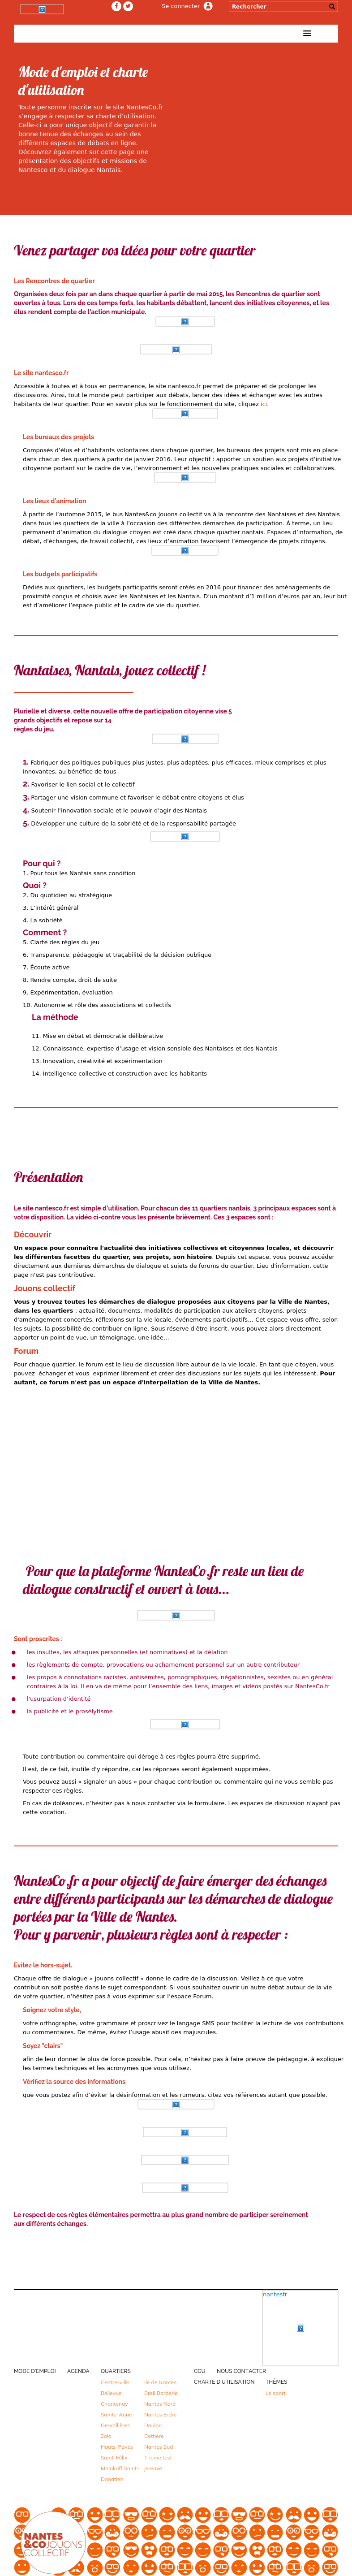 Se connecter
Rechercher
Mode d'emploi et charte
d'utilisation
Toute personne inscrite sur le site NantesCo.fr
s'engage à respecter sa charte d'utilisation.
Celle-ci a pour unique objectif de garantir la
bonne tenue des échanges au sein des
différents espaces de débats en ligne.
Découvrez également sur cette page une
présentation des objectifs et missions de
Nantesco et du dialogue Nantais.
Venez partager vos idées pour votre quartier
Les Rencontres de quartier
Organisées deux fois par an dans chaque quartier à partir de mai 2015, les Rencontres de quartier sont
ouvertes à tous. Lors de ces temps forts, les habitants débattent, lancent des initiatives citoyennes, et les
élus rendent compte de l'action municipale.
Le site nantesco.fr
Accessible à toutes et à tous en permanence, le site nantesco.fr permet de préparer et de prolonger les
discussions. Ainsi, tout le monde peut participer aux débats, lancer des idées et échanger avec les autres
habitants de leur quartier. Pour en savoir plus sur le fonctionnement du site, cliquez ici.
Les bureaux des projets
Composés d'élus et d'habitants volontaires dans chaque quartier, les bureaux des projets sont mis en place
dans chacun des quartiers à partir de janvier 2016. Leur objectif : apporter un soutien aux projets d'initiative
citoyenne portant sur le cadre de vie, l'environnement et les nouvelles pratiques sociales et collaboratives.
Les lieux d'animation
À partir de l'automne 2015, le bus Nantes&co Jouons collectif va à la rencontre des Nantaises et des Nantais
dans tous les quartiers de la ville à l'occasion des différentes démarches de participation. À terme, un lieu
permanent d'animation du dialogue citoyen est créé dans chaque quartier nantais. Espaces d'information, de
débat, d'échanges, de travail collectif, ces lieux d'animation favorisent l'émergence de projets citoyens.
Les budgets participatifs
Dédiés aux quartiers, les budgets participatifs seront créés en 2016 pour financer des aménagements de
proximité conçus et choisis avec les Nantaises et les Nantais. D'un montant d'1 million d'euros par an, leur but
est d'améliorer l'espace public et le cadre de vie du quartier.
Nantaises, Nantais, jouez collectif !
Plurielle et diverse, cette nouvelle offre de participation citoyenne vise 5
grands objectifs et repose sur 14
règles du jeu.
1. Fabriquer des politiques publiques plus justes, plus adaptées, plus efficaces, mieux comprises et plus
innovantes, au bénéfice de tous
2. Favoriser le lien social et le collectif
3. Partager une vision commune et favoriser le débat entre citoyens et élus
4. Soutenir l'innovation sociale et le pouvoir d'agir des Nantais
5. Développer une culture de la sobriété et de la responsabilité partagée
Pour qui ?
1. Pour tous les Nantais sans condition
Quoi ?
2. Du quotidien au stratégique
3. L'intérêt général
4. La sobriété
Comment ?
5. Clarté des règles du jeu
6. Transparence, pédagogie et traçabilité de la décision publique
7. Écoute active
8. Rendre compte, droit de suite
9. Expérimentation, évaluation
10. Autonomie et rôle des associations et collectifs
La méthode
11. Mise en débat et démocratie délibérative
12. Connaissance, expertise d'usage et vision sensible des Nantaises et des Nantais
13. Innovation, créativité et expérimentation
14. Intelligence collective et construction avec les habitants
Présentation
Le site nantesco.fr est simple d'utilisation. Pour chacun des 11 quartiers nantais, 3 principaux espaces sont à
votre disposition. La vidéo ci-contre vous les présente brièvement. Ces 3 espaces sont :
Découvrir
Un espace pour connaître l'actualité des initiatives collectives et citoyennes locales, et découvrir
les différentes facettes du quartier, ses projets, son histoire. Depuis cet espace, vous pouvez accéder
directement aux dernières démarches de dialogue et sujets de forums du quartier. Lieu d'information, cette
page n'est pas contributive.
Jouons collectif
Vous y trouvez toutes les démarches de dialogue proposées aux citoyens par la Ville de Nantes,
dans les quartiers : actualité, documents, modalités de participation aux ateliers citoyens, projets
d'aménagement concertés, réflexions sur la vie locale, événements participatifs... Cet espace vous offre, selon
les sujets, la possibilité de contribuer en ligne. Sous réserve d'être inscrit, vous pouvez alors directement
apporter un point de vue, un témoignage, une idée...
Forum
Pour chaque quartier, le forum est le lieu de discussion libre autour de la vie locale. En tant que citoyen, vous
pouvez échanger et vous exprimer librement et créer des discussions sur les sujets qui les intéressent. Pour
autant, ce forum n'est pas un espace d'interpellation de la Ville de Nantes.
Pour que la plateforme NantesCo.fr reste un lieu de
dialogue constructif et ouvert à tous...
Sont proscrites :
les insultes, les attaques personnelles (et nominatives) et la délation
les règlements de compte, provocations ou acharnement personnel sur un autre contributeur
les propos à connotations racistes, antisémites, pornographiques, négationnistes, sexistes ou en général
contraires à la loi. Il en va de même pour l'ensemble des liens, images et vidéos postés sur NantesCo.fr
l'usurpation d'identité
la publicité et le prosélytisme
Toute contribution ou commentaire qui déroge à ces règles pourra être supprimé.
Il est, de ce fait, inutile d'y répondre, car les réponses seront également supprimées.
Vous pouvez aussi « signaler un abus » pour chaque contribution ou commentaire qui ne vous semble pas
respecter ces règles.
En cas de doléances, n'hésitez pas à nous contacter via le formulaire. Les espaces de discussion n'ayant pas
cette vocation.
NantesCo.fr a pour objectif de faire émerger des échanges
entre différents participants sur les démarches de dialogue
portées par la Ville de Nantes.
Pour y parvenir, plusieurs règles sont à respecter :
Evitez le hors-sujet.
Chaque offre de dialogue « jouons collectif » donne le cadre de la discussion. Veillez à ce que votre
contribution soit postée dans le sujet correspondant. Si vous souhaitez ouvrir un autre débat autour de la vie
de votre quartier, n'hésitez pas à vous exprimer sur l'espace Forum.
Soignez votre style,
votre orthographe, votre grammaire et proscrivez le langage SMS pour faciliter la lecture de vos contributions
ou commentaires. De même, évitez l'usage abusif des majuscules.
Soyez "clairs"
afin de leur donner le plus de force possible. Pour cela, n'hésitez pas à faire preuve de pédagogie, à expliquer
les termes techniques et les acronymes que vous utilisez.
Vérifiez la source des informations
que vous postez afin d'éviter la désinformation et les rumeurs, citez vos références autant que possible.
Le respect de ces règles élémentaires permettra au plus grand nombre de participer sereinement
aux différents échanges.
nantesfr
MODE D'EMPLOI AGENDA QUARTIERS CGU NOUS CONTACTER
CHARTE D'UTILISATION THÈMES
Centre-ville Ile de Nantes
Bellevue Breil Barberie Le sport
Chantenay Nantes Nord
Sainte-Anne Nantes Erdre
Dervallières Doulon
Zola Bottière
Hauts-Pavés Nantes Sud
Saint-Félix Theme test
Malakoff Saint- jeremie
Donatien
NANTES
&CO JOUONS
COLLECTIF